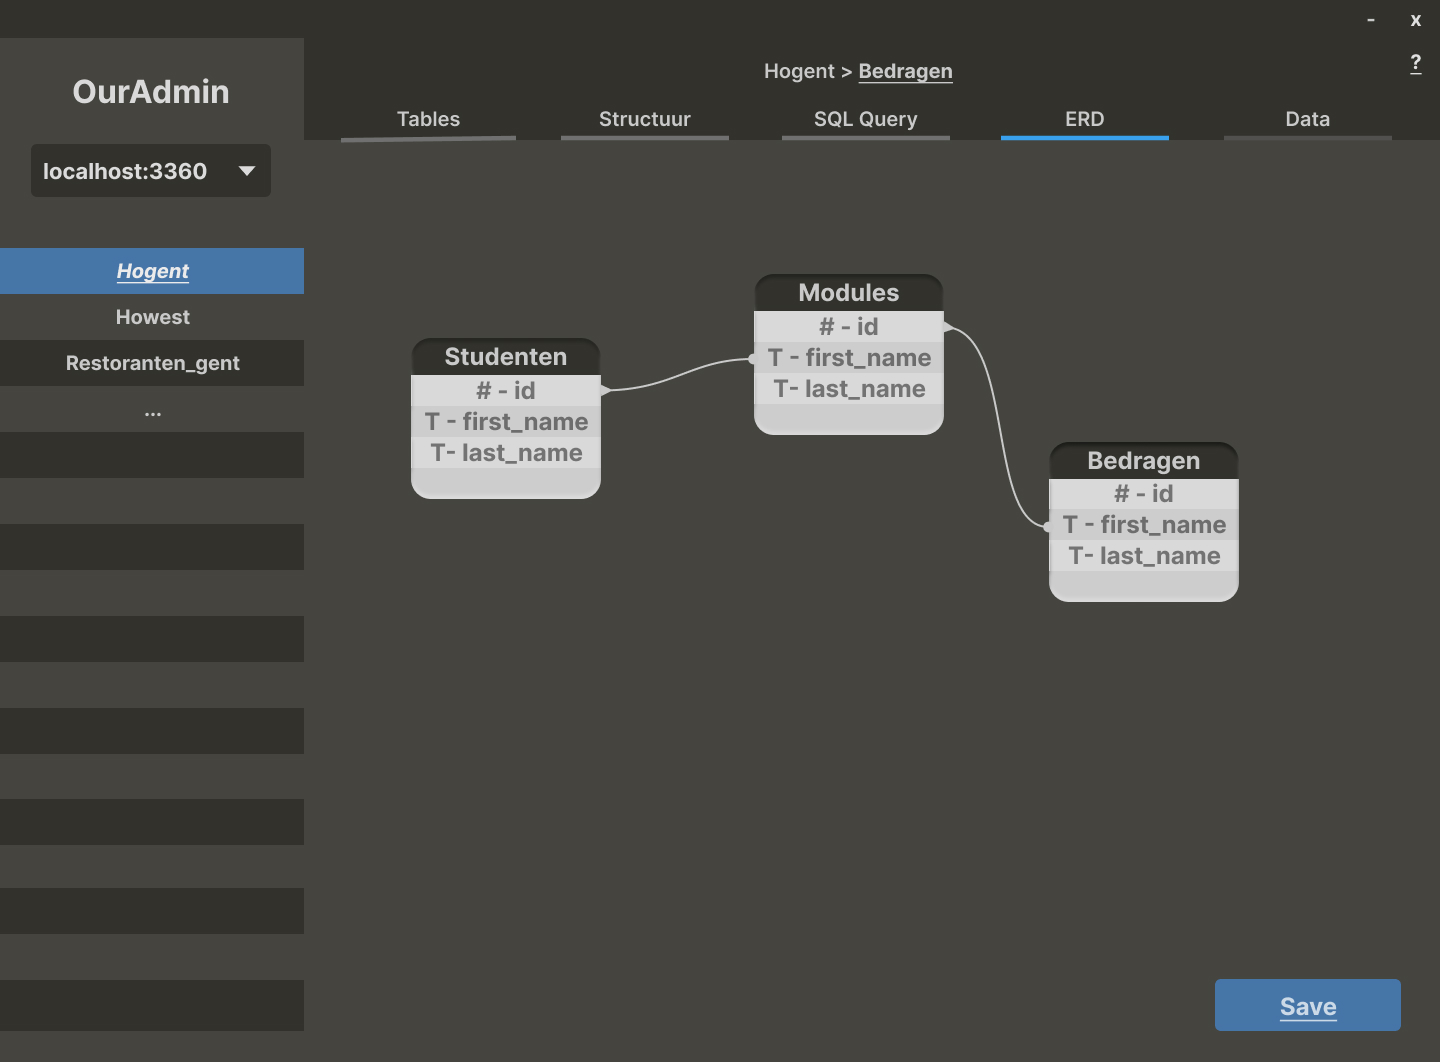 - x
OurAdmin
localhost:3360
Hogent
Howest
Restoranten_gent
...
Hogent > Bedragen
?
Tables Structuur SQL Query ERD Data
Studenten
# - id
T - first_name
T- last_name
Modules
# - id
T - first_name
T- last_name
Bedragen
# - id
T - first_name
T- last_name
Save